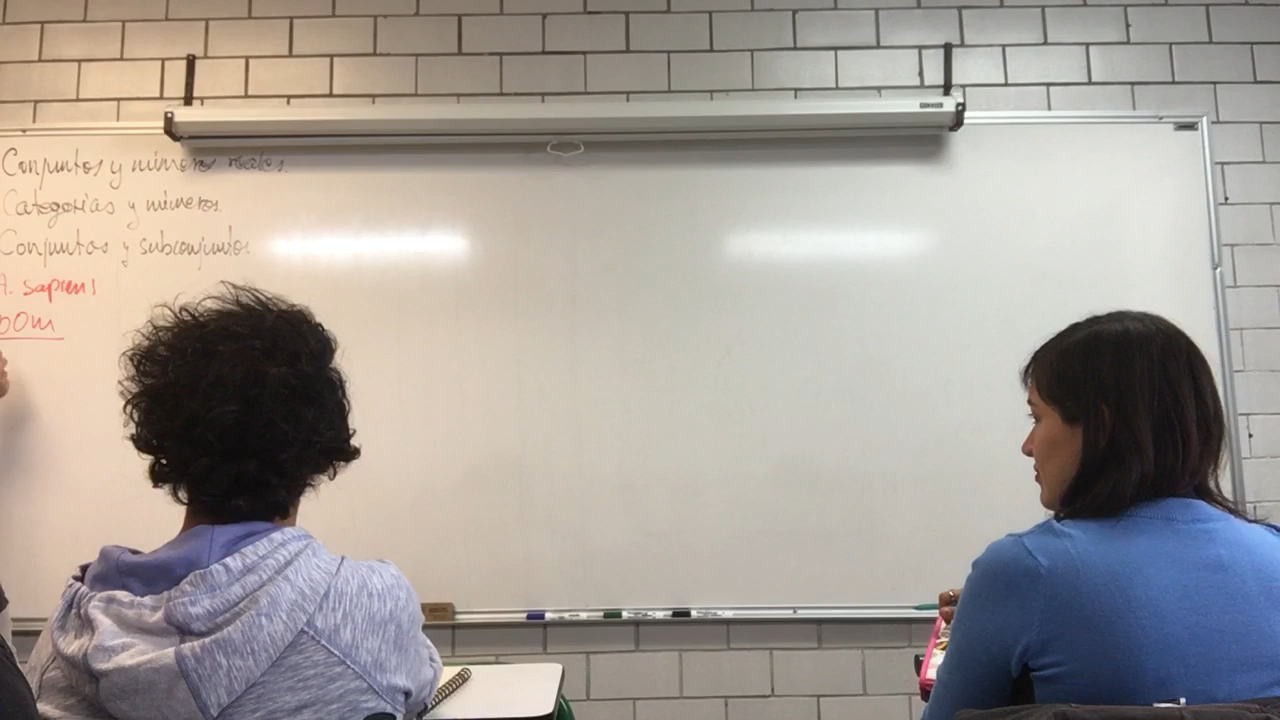 Conjuntos y números reales.
Categorías y números.
Conjuntos y subconjuntos
A. sapiens